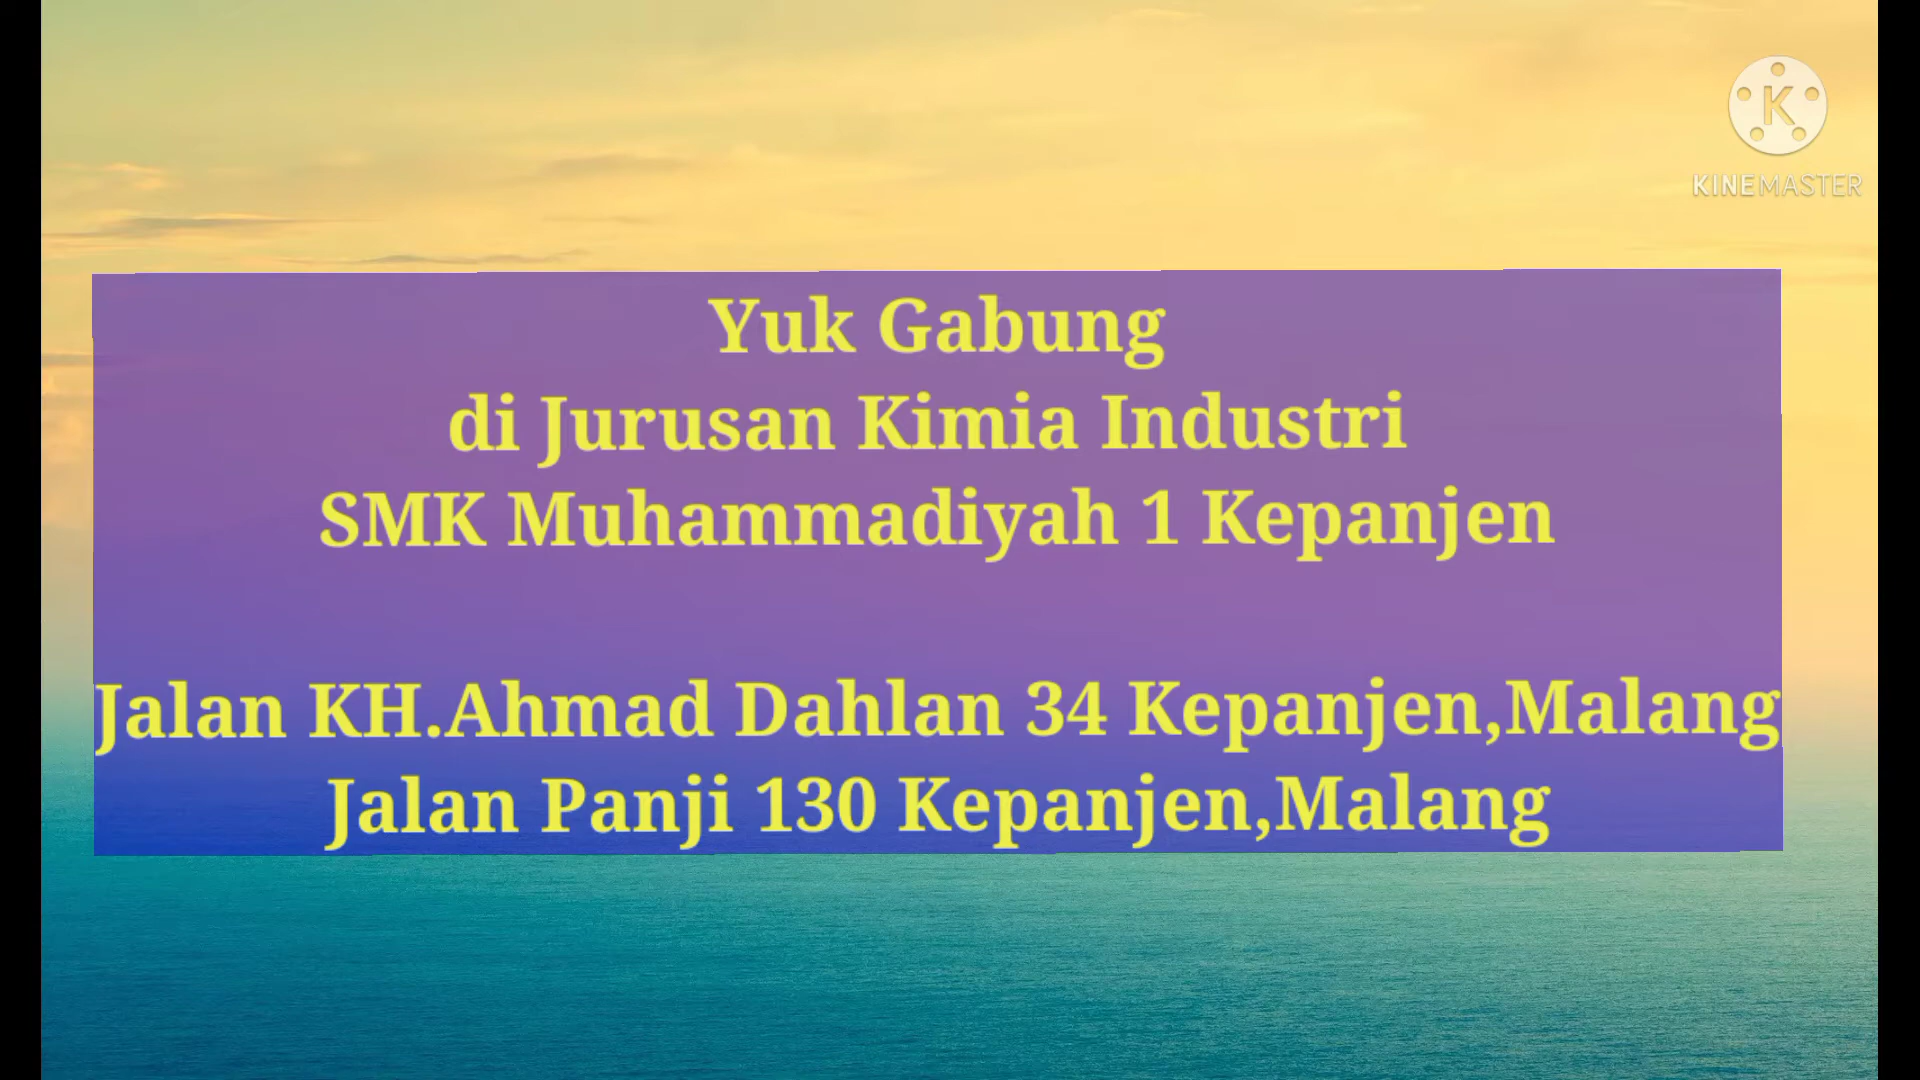 K
KINEMASTER
Yuk Gabung
di Jurusan Kimia Industri
SMK Muhammadiyah 1 Kepanjen
Jalan KH.Ahmad Dahlan 34 Kepanjen,Malang
Jalan Panji 130 Kepanjen,Malang